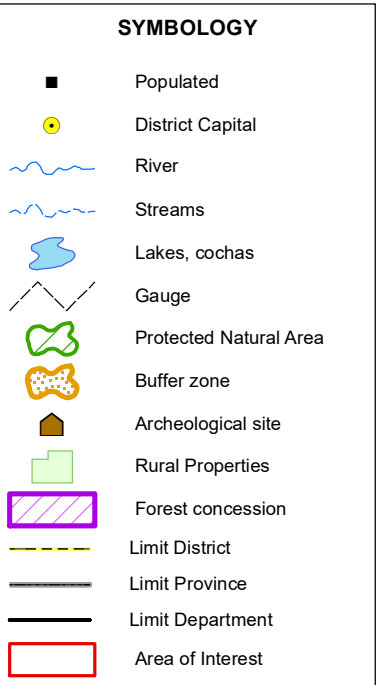 SYMBOLOGY
Populated
District Capital
River
Streams
Lakes, cochas
Gauge
Protected Natural Area
Buffer zone
Archeological site
Rural Properties
Forest concession
Limit District
Limit Province
Limit Department
Area of Interest